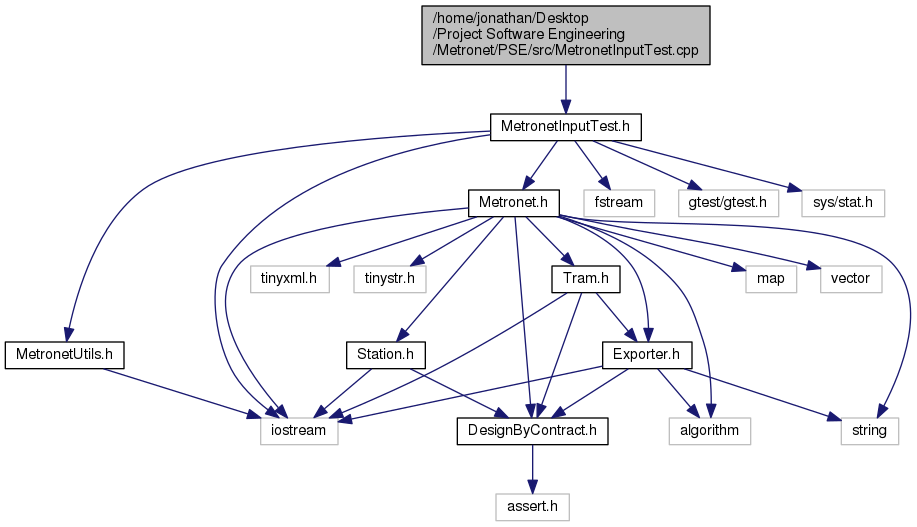 /home/jonathan/Desktop
/Project Software Engineering
/Metronet/PSE/src/MetronetInputTest.cpp
MetronetInputTest.h
Metronet.h
fstream
gtest/gtest.h
sys/stat.h
tinyxml.h
tinystr.h
Tram.h
map
vector
MetronetUtils.h
Station.h
Exporter.h
iostream
DesignByContract.h
algorithm
string
assert.h